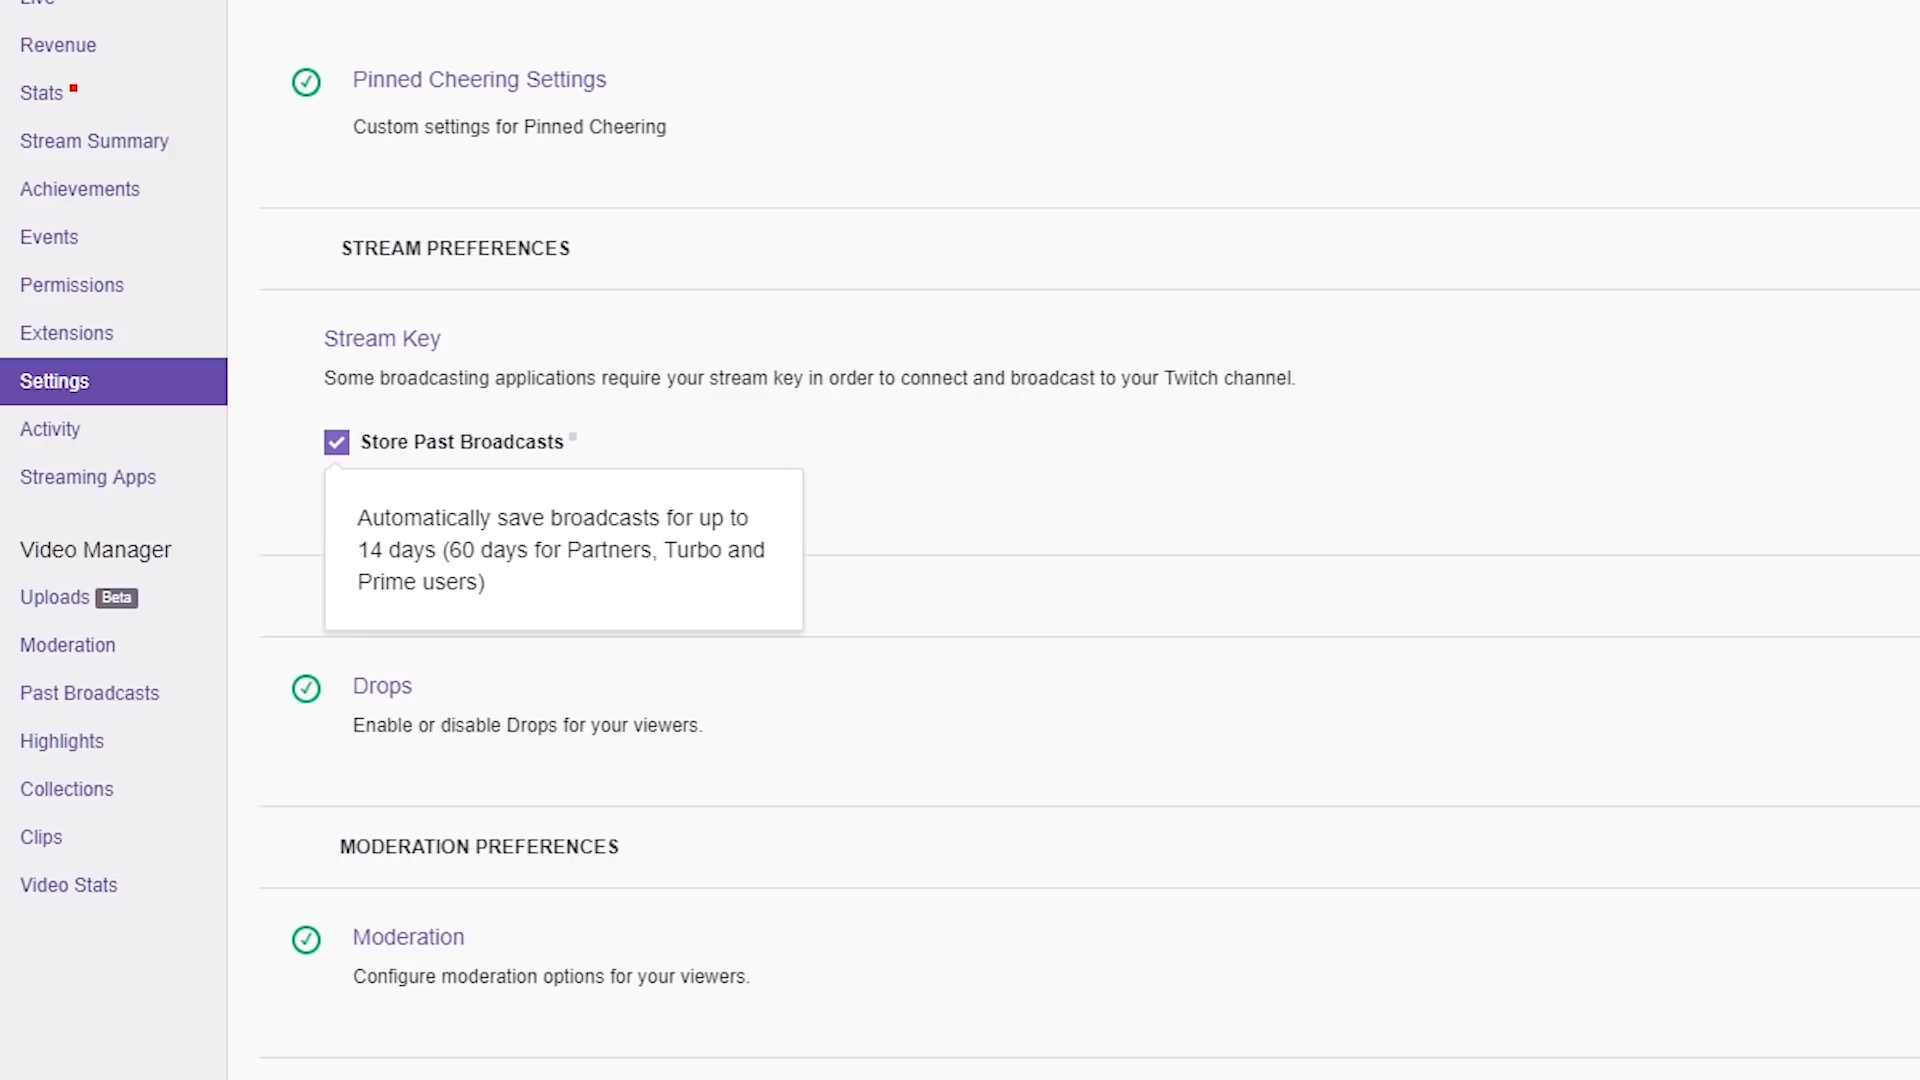 Live
Revenue
Stats
Stream Summary
Achievements
Events
Permissions
Extensions
Settings
Activity
Streaming Apps
Video Manager
Uploads Beta
Moderation
Past Broadcasts
Highlights
Collections
Clips
Video Stats
Pinned Cheering Settings
Custom settings for Pinned Cheering
STREAM PREFERENCES
Stream Key
Some broadcasting applications require your stream key in order to connect and broadcast to your Twitch channel.
Store Past Broadcasts
Automatically save broadcasts for up to
14 days (60 days for Partners, Turbo and
Prime users)
Drops
Enable or disable Drops for your viewers.
MODERATION PREFERENCES
Moderation
Configure moderation options for your viewers.